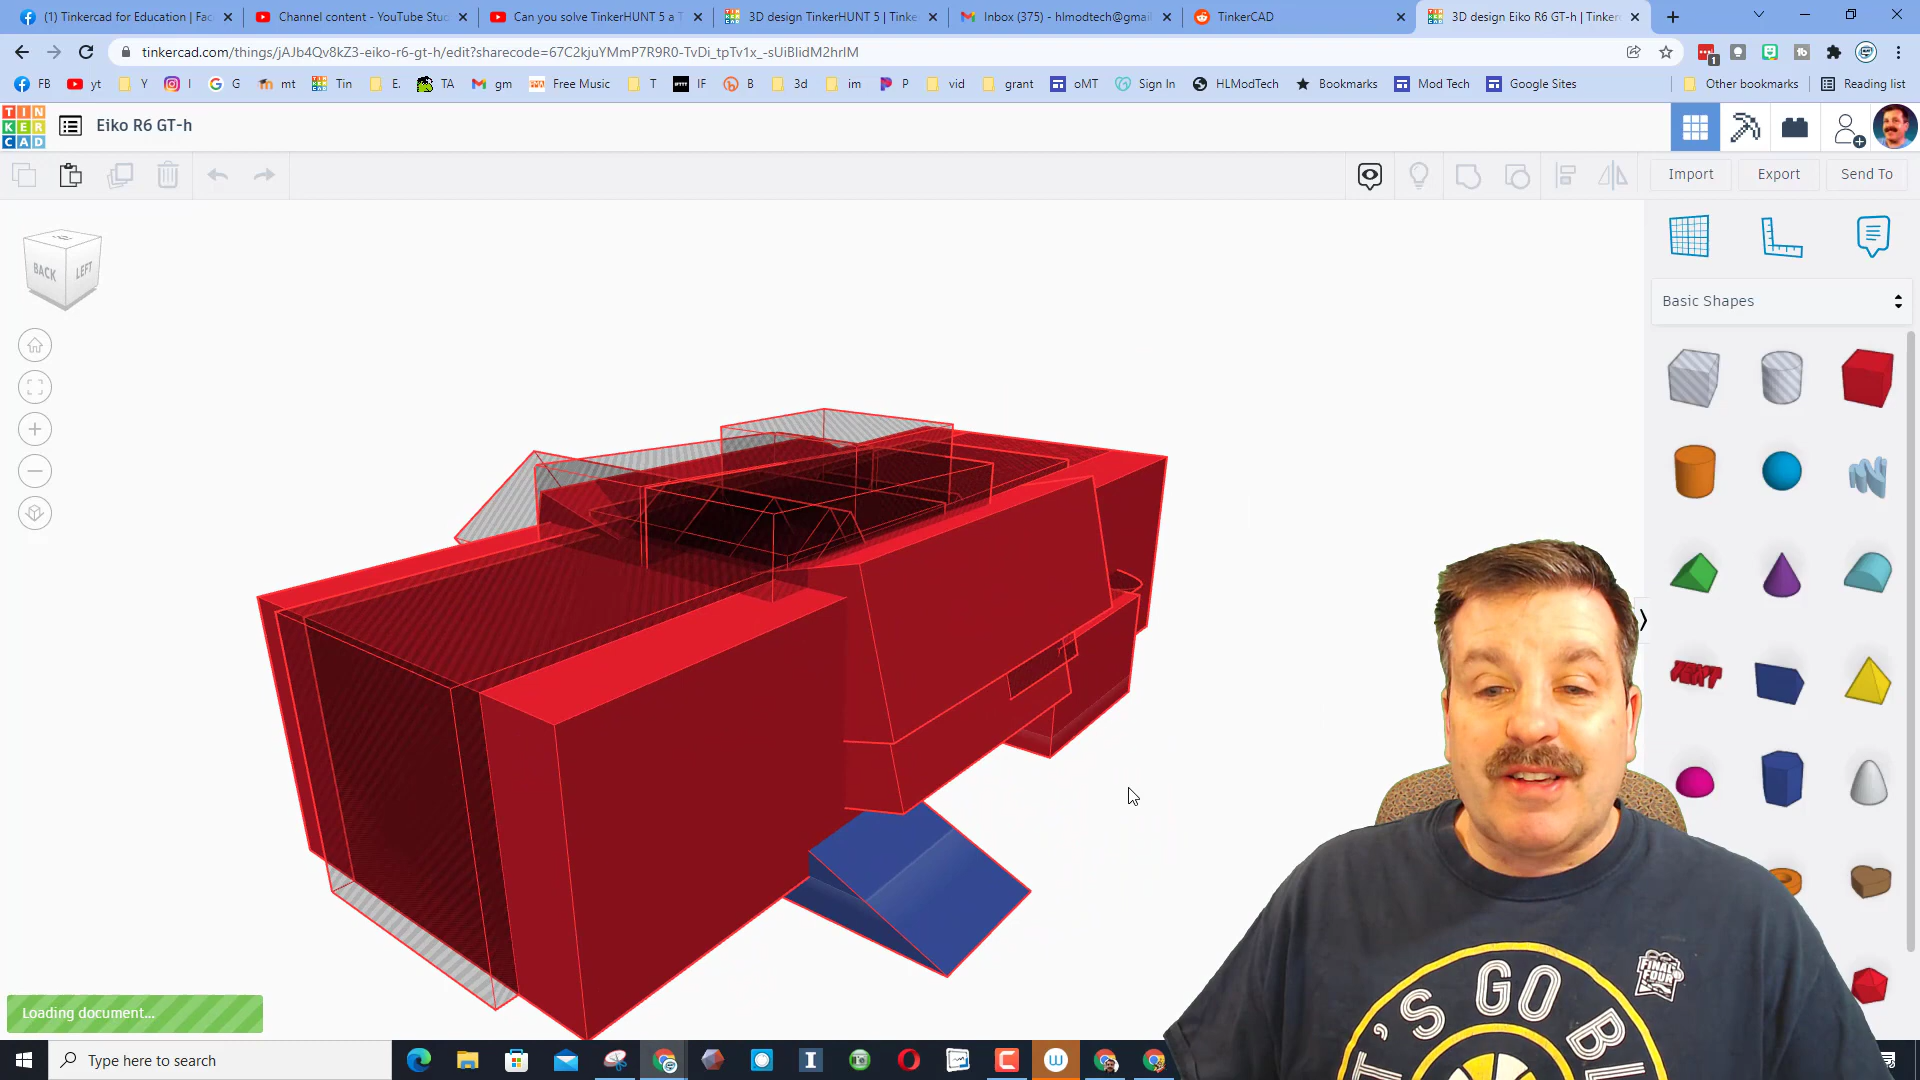 (1) Tinkercad for Education | Fac
Channel content - YouTube Stud
Can you solve TinkerHUNT 5 a T
3D design TinkerHUNT 5 | Tinke
Inbox (375) - hlmodtech@gmail
TinkerCAD
3D design Eiko R6 GT-h | Tinker
tinkercad.com/things/jAJb4Qv8kZ3-eiko-r6-gt-h/edit?sharecode=67C2kjuYMmP7R9R0-TvDi_tpTv1x_-sUiBlidM2hrIM
FB
yt
Y
I
G
mt
Tin
E.
TA
gm
Free Music
T
IF
B
3d
im
P
vid
grant
oMT
Sign In
HLModTech
Bookmarks
Mod Tech
Google Sites
Other bookmarks
Reading list
TIN
KER
CAD
Eiko R6 GT-h
Import
Export
Send To
BACK
LEFT
Basic Shapes
TEXT
FINAL
FOUR
T'S GO BL
Loading document...
Type here to search